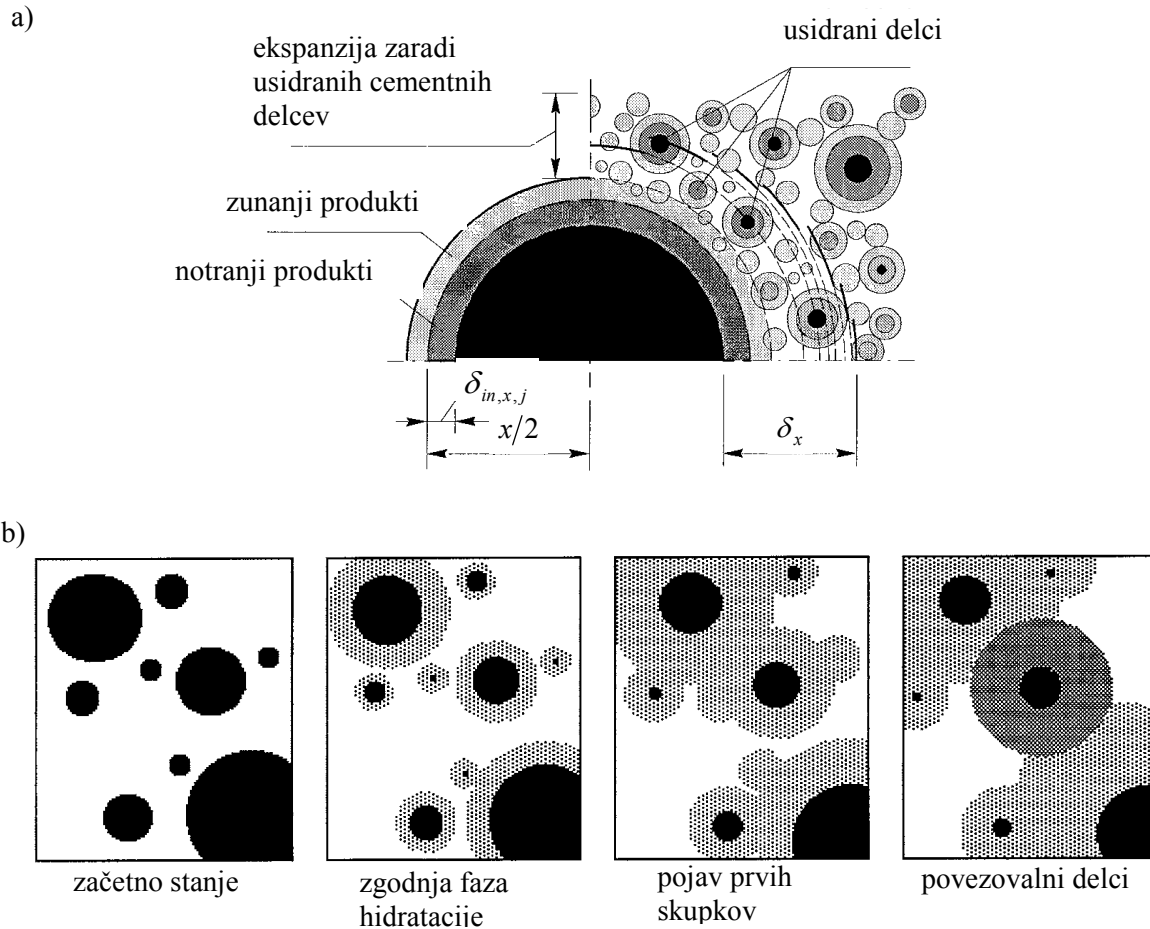 a)
ekspanzija zaradi
usidranih cementnih
delcev
usidrani delci
zunanji produkti
notranji produkti
δin,x,j
x/2
δx
b)
začetno stanje
zgodnja faza
hidratacije
pojav prvih
skupkov
povezovalni delci